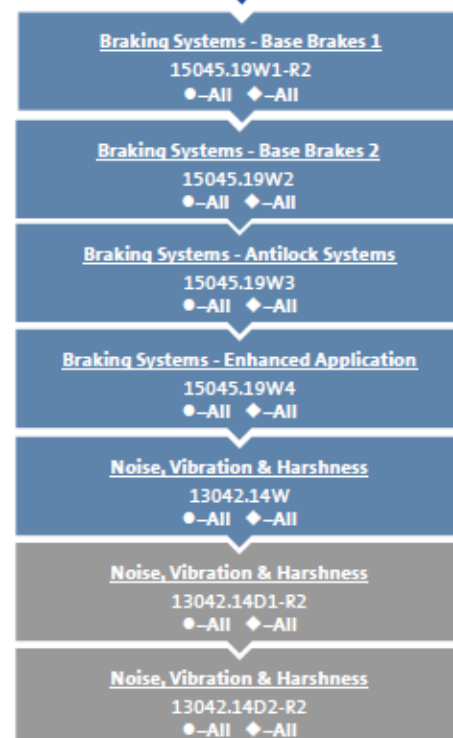 Braking Systems - Base Brakes 1
15045.19W1-R2
●–All ◆–All
Braking Systems - Base Brakes 2
15045.19W2
●–All ◆–All
Braking Systems - Antilock Systems
15045.19W3
●–All ◆–All
Braking Systems - Enhanced Application
15045.19W4
●–All ◆–All
Noise, Vibration & Harshness
13042.14W
●–All ◆–All
Noise, Vibration & Harshness
13042.14D1-R2
●–All ◆–All
Noise, Vibration & Harshness
13042.14D2-R2
●–All ◆–All